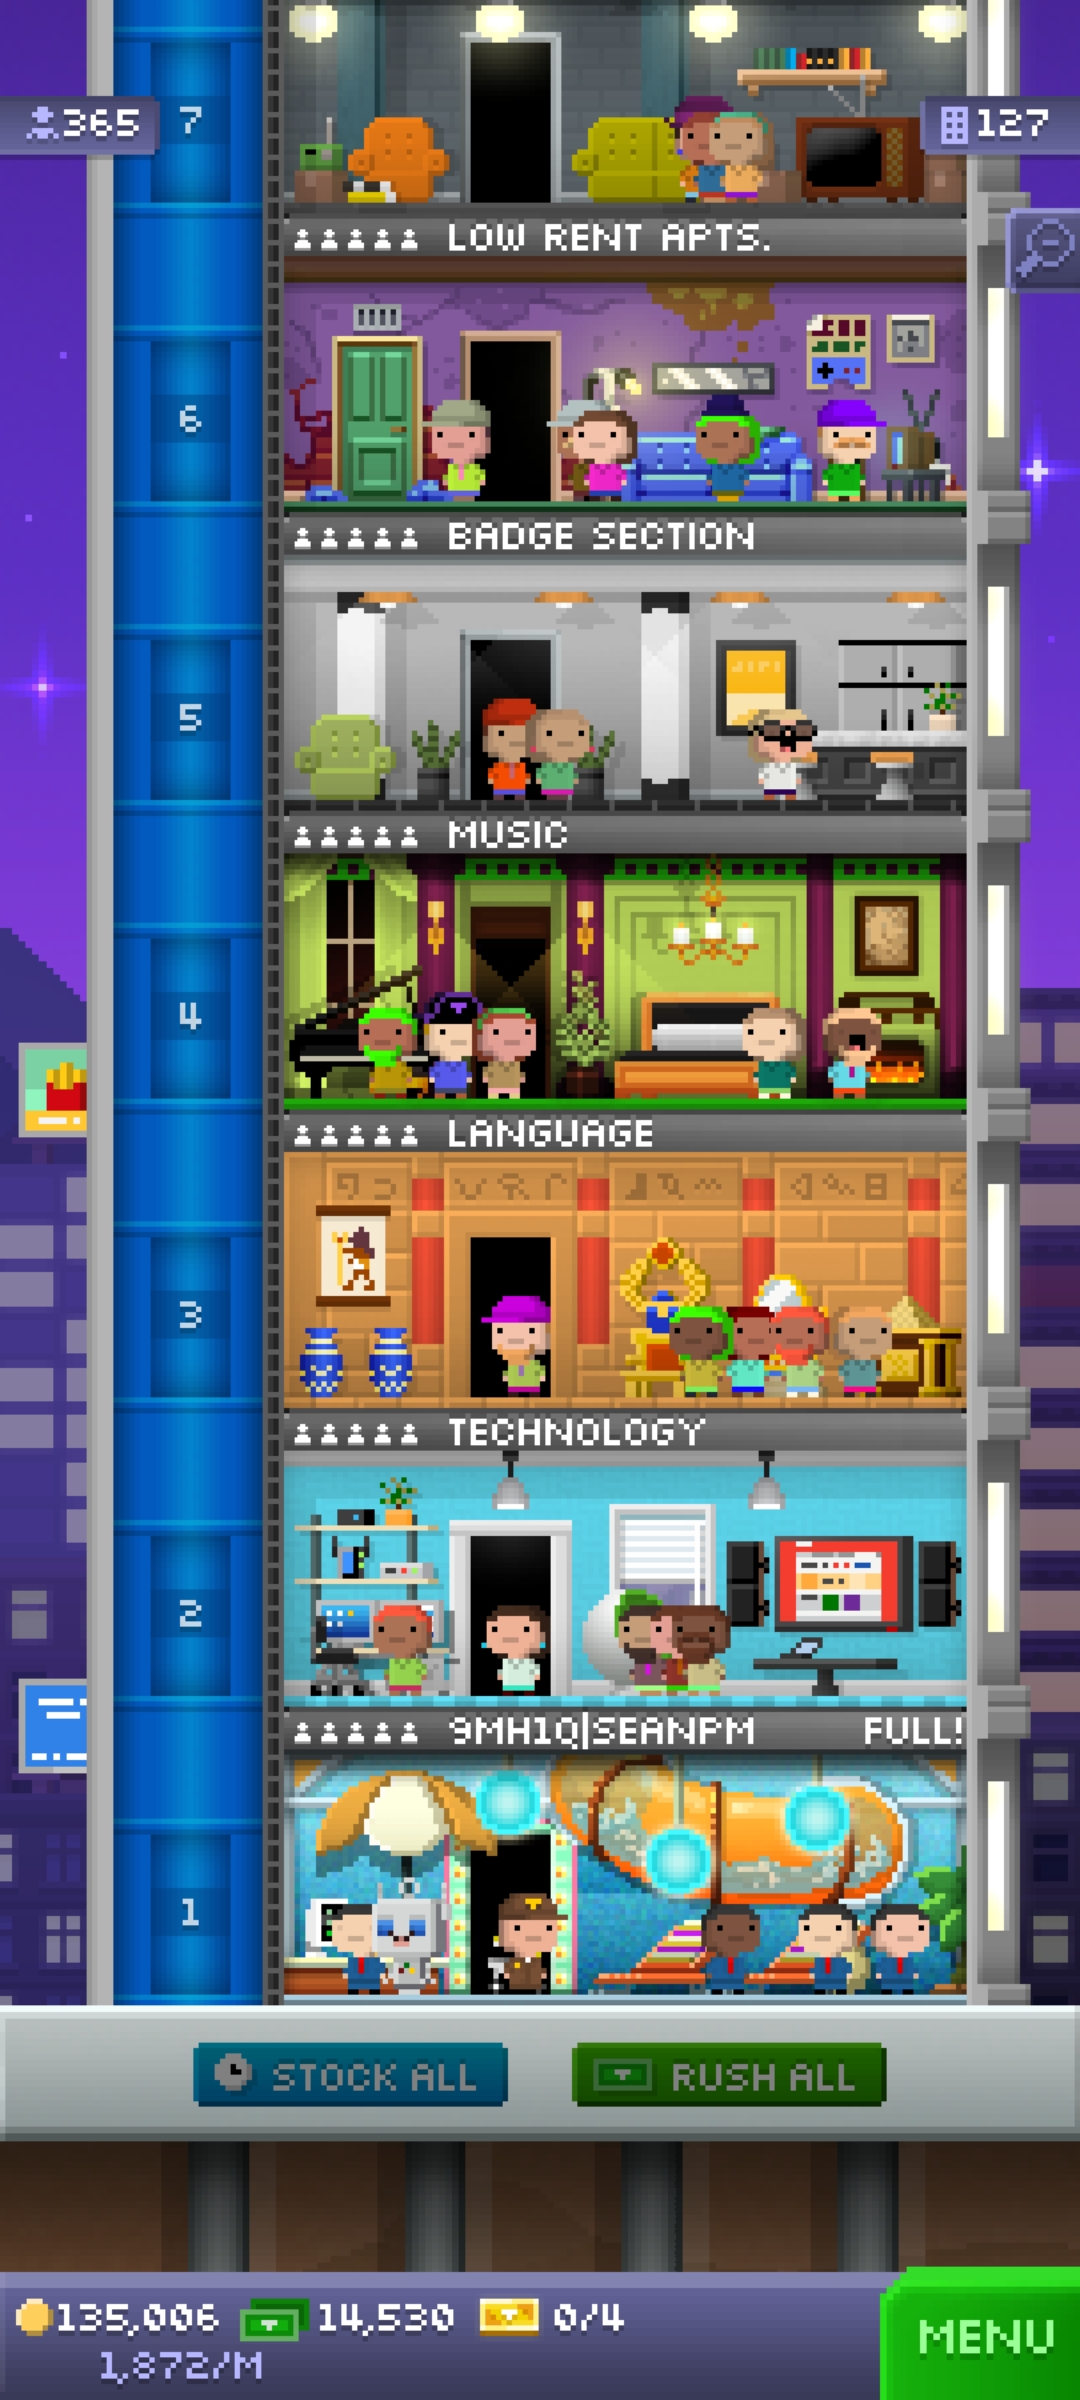 7
365
127
LOW RENT APTS.
6
BADGE SECTION
5
MUSIC
4
LANGUAGE
3
TECHNOLOGY
2
9MH1Q|SEANPM FULL!
1
STOCK ALL
RUSH ALL
135,006 14,530 0/4
1,872/M
MENU